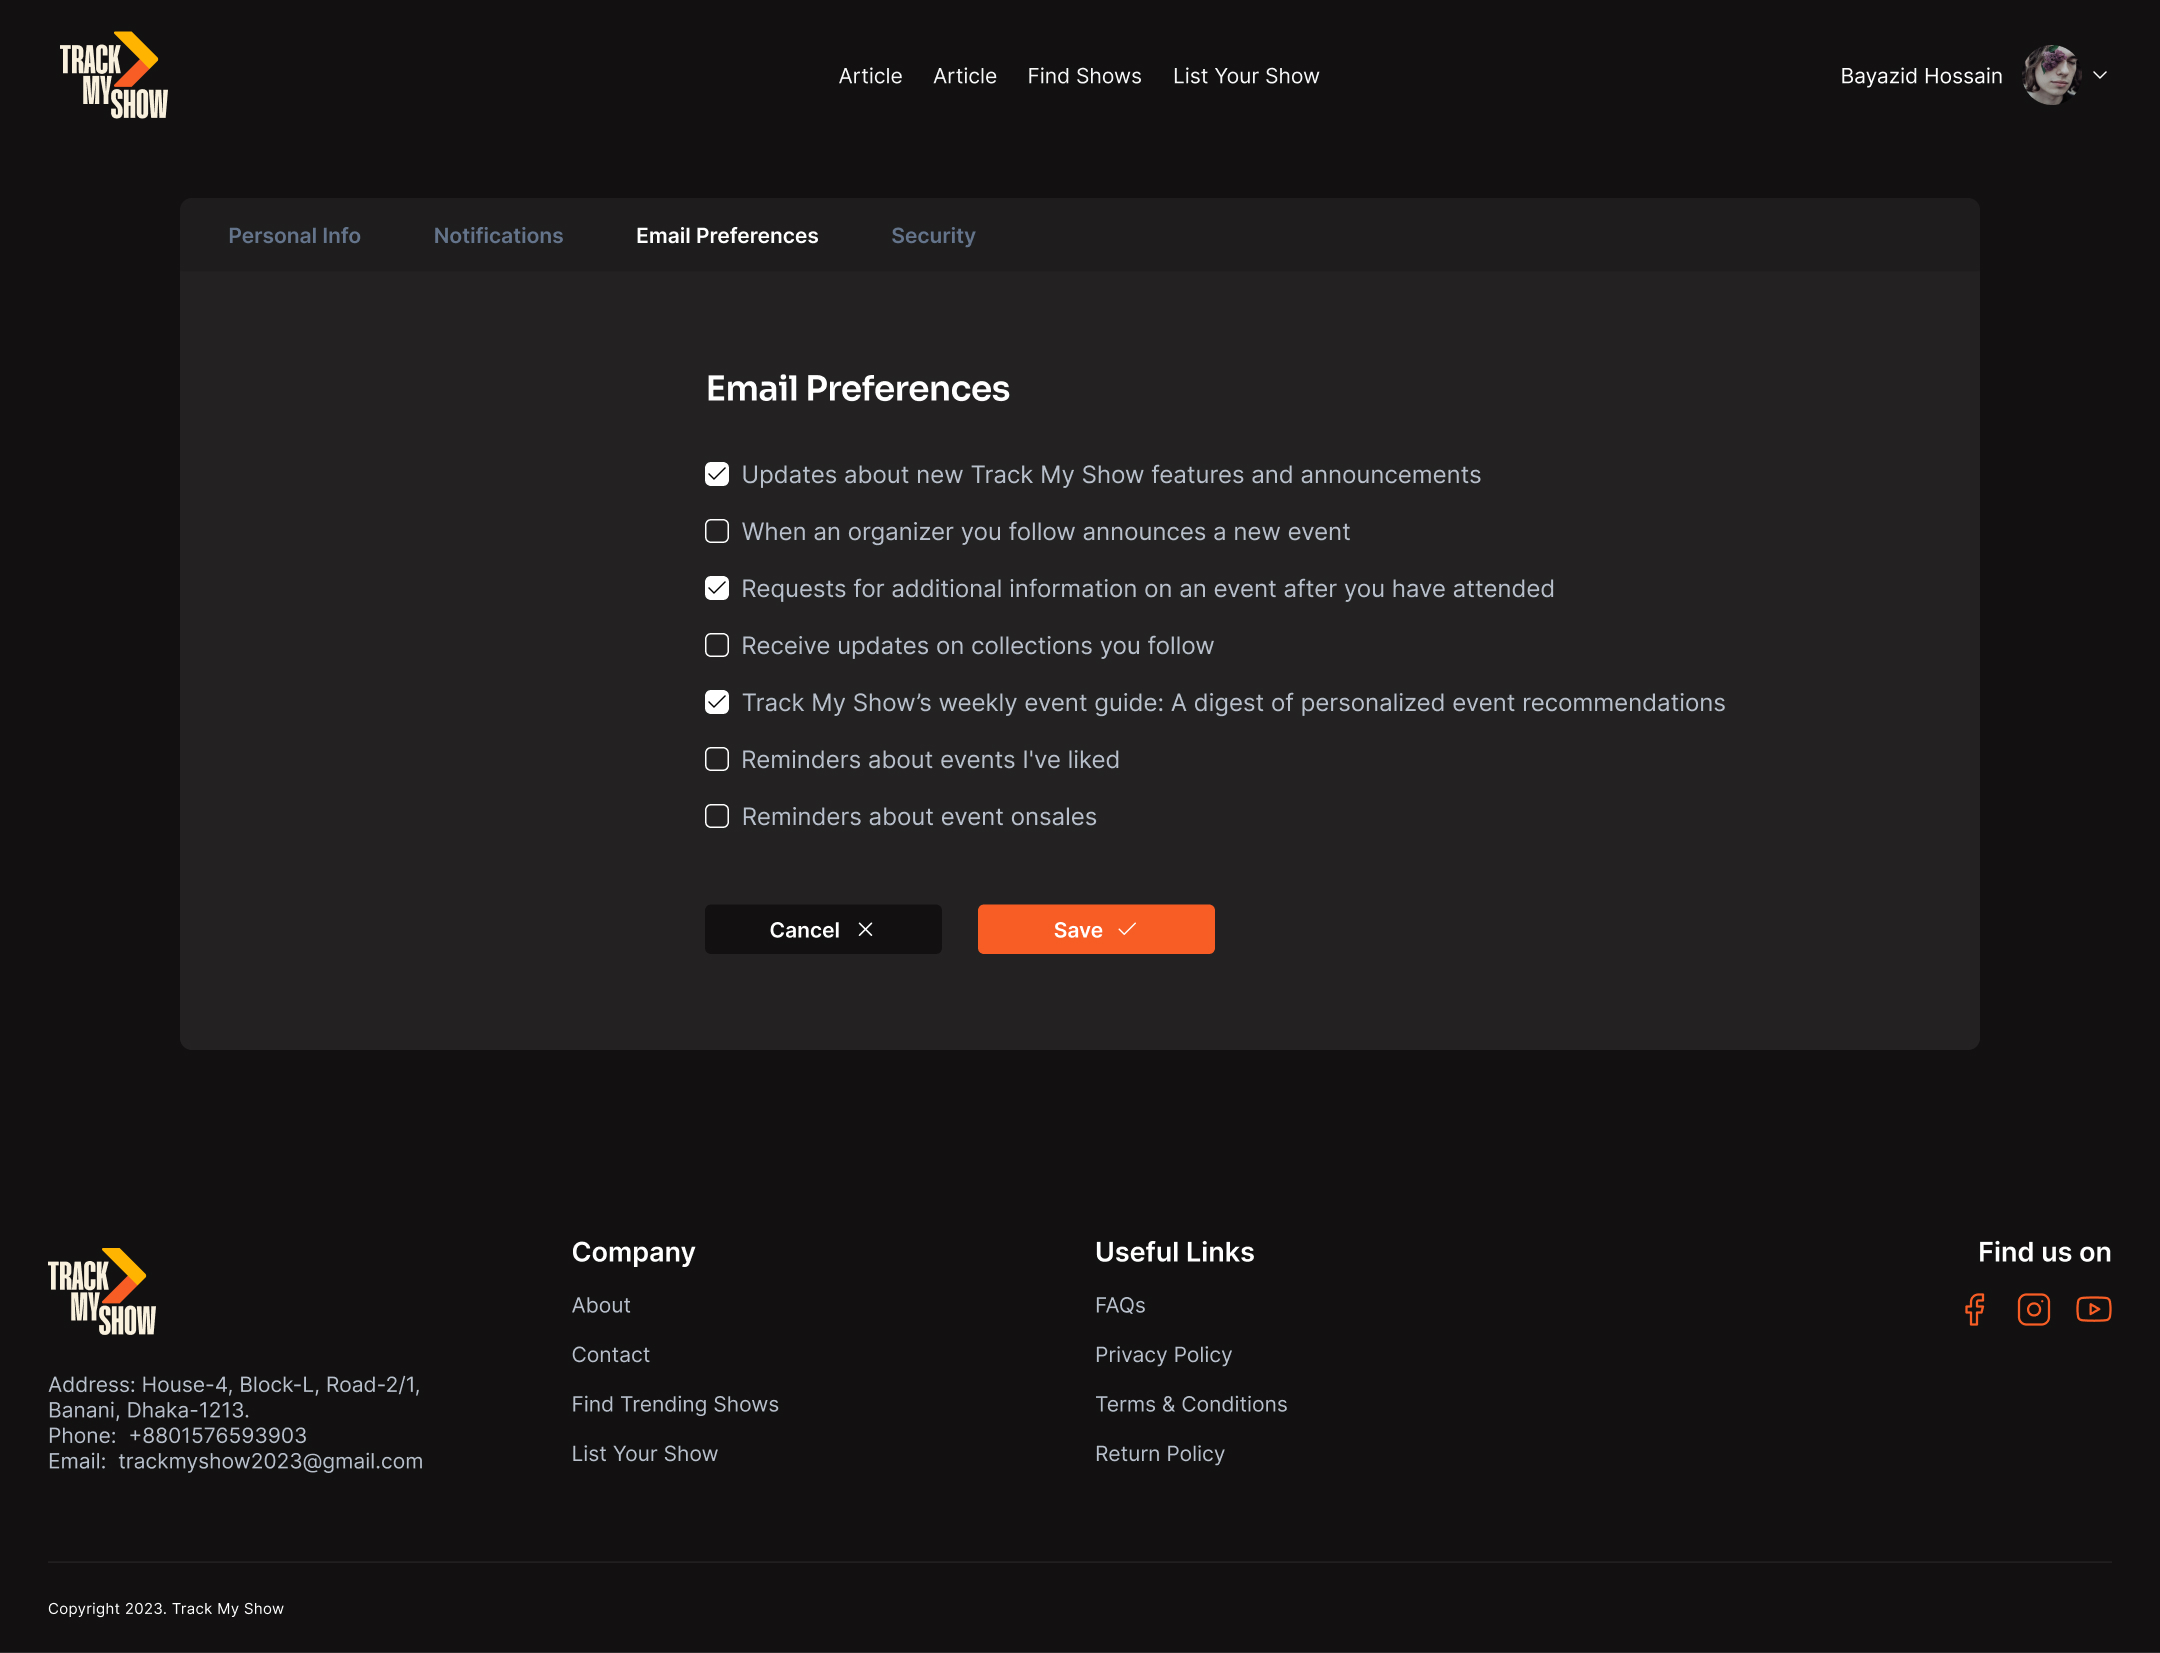 TRACK
MY
SHOW
Article
Article
Find Shows
List Your Show
Bayazid Hossain
Personal Info
Notifications
Email Preferences
Security
Email Preferences
Updates about new Track My Show features and announcements
When an organizer you follow announces a new event
Requests for additional information on an event after you have attended
Receive updates on collections you follow
Track My Show’s weekly event guide: A digest of personalized event recommendations
Reminders about events I've liked
Reminders about event onsales
Cancel
Save
TRACK
MY
SHOW
Address: House-4, Block-L, Road-2/1,
Banani, Dhaka-1213.
Phone:  +8801576593903
Email:  trackmyshow2023@gmail.com
Company
About
Contact
Find Trending Shows
List Your Show
Useful Links
FAQs
Privacy Policy
Terms & Conditions
Return Policy
Find us on
Copyright 2023. Track My Show